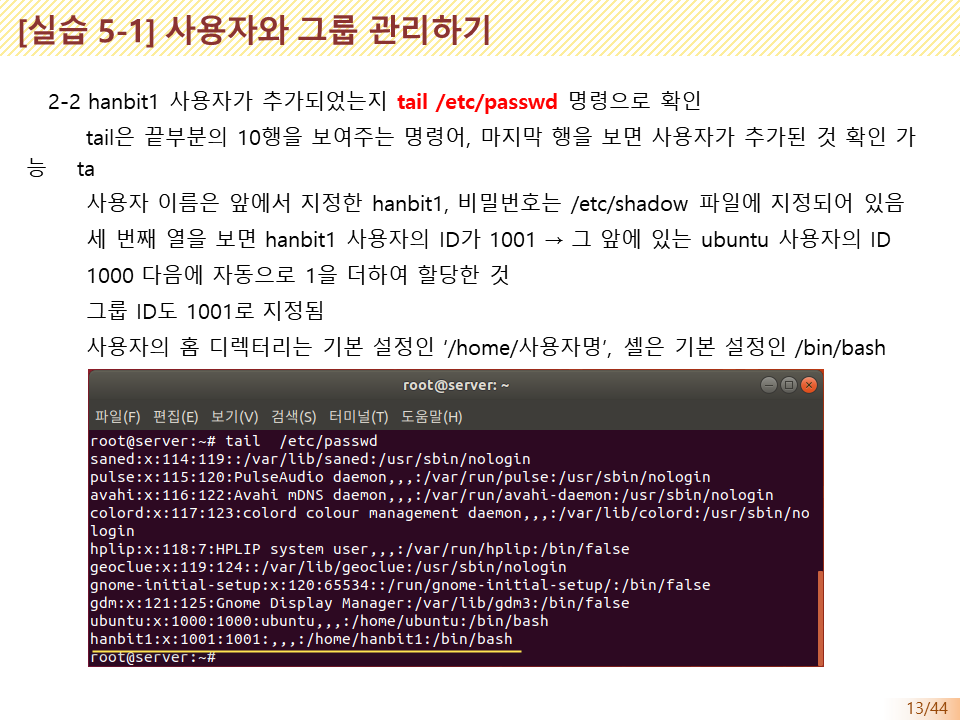 [실습 5-1] 사용자와 그룹 관리하기
2-2 hanbit1 사용자가 추가되었는지 tail /etc/passwd 명령으로 확인
tail은 끝부분의 10행을 보여주는 명령어, 마지막 행을 보면 사용자가 추가된 것 확인 가
능 ta
사용자 이름은 앞에서 지정한 hanbit1, 비밀번호는 /etc/shadow 파일에 지정되어 있음
세 번째 열을 보면 hanbit1 사용자의 ID가 1001 → 그 앞에 있는 ubuntu 사용자의 ID
1000 다음에 자동으로 1을 더하여 할당한 것
그룹 ID도 1001로 지정됨
사용자의 홈 디렉터리는 기본 설정인 ‘/home/사용자명’, 셸은 기본 설정인 /bin/bash
root@server: ~
파일(F) 편집(E) 보기(V) 검색(S) 터미널(T) 도움말(H)
root@server:~# tail  /etc/passwd
saned:x:114:119::/var/lib/saned:/usr/sbin/nologin
pulse:x:115:120:PulseAudio daemon,,,:/var/run/pulse:/usr/sbin/nologin
avahi:x:116:122:Avahi mDNS daemon,,,:/var/run/avahi-daemon:/usr/sbin/nologin
colord:x:117:123:colord colour management daemon,,,:/var/lib/colord:/usr/sbin/no
login
hplip:x:118:7:HPLIP system user,,,:/var/run/hplip:/bin/false
geoclue:x:119:124::/var/lib/geoclue:/usr/sbin/nologin
gnome-initial-setup:x:120:65534::/run/gnome-initial-setup/:/bin/false
gdm:x:121:125:Gnome Display Manager:/var/lib/gdm3:/bin/false
ubuntu:x:1000:1000:ubuntu,,,:/home/ubuntu:/bin/bash
hanbit1:x:1001:1001:,,,:/home/hanbit1:/bin/bash
root@server:~#
13/44